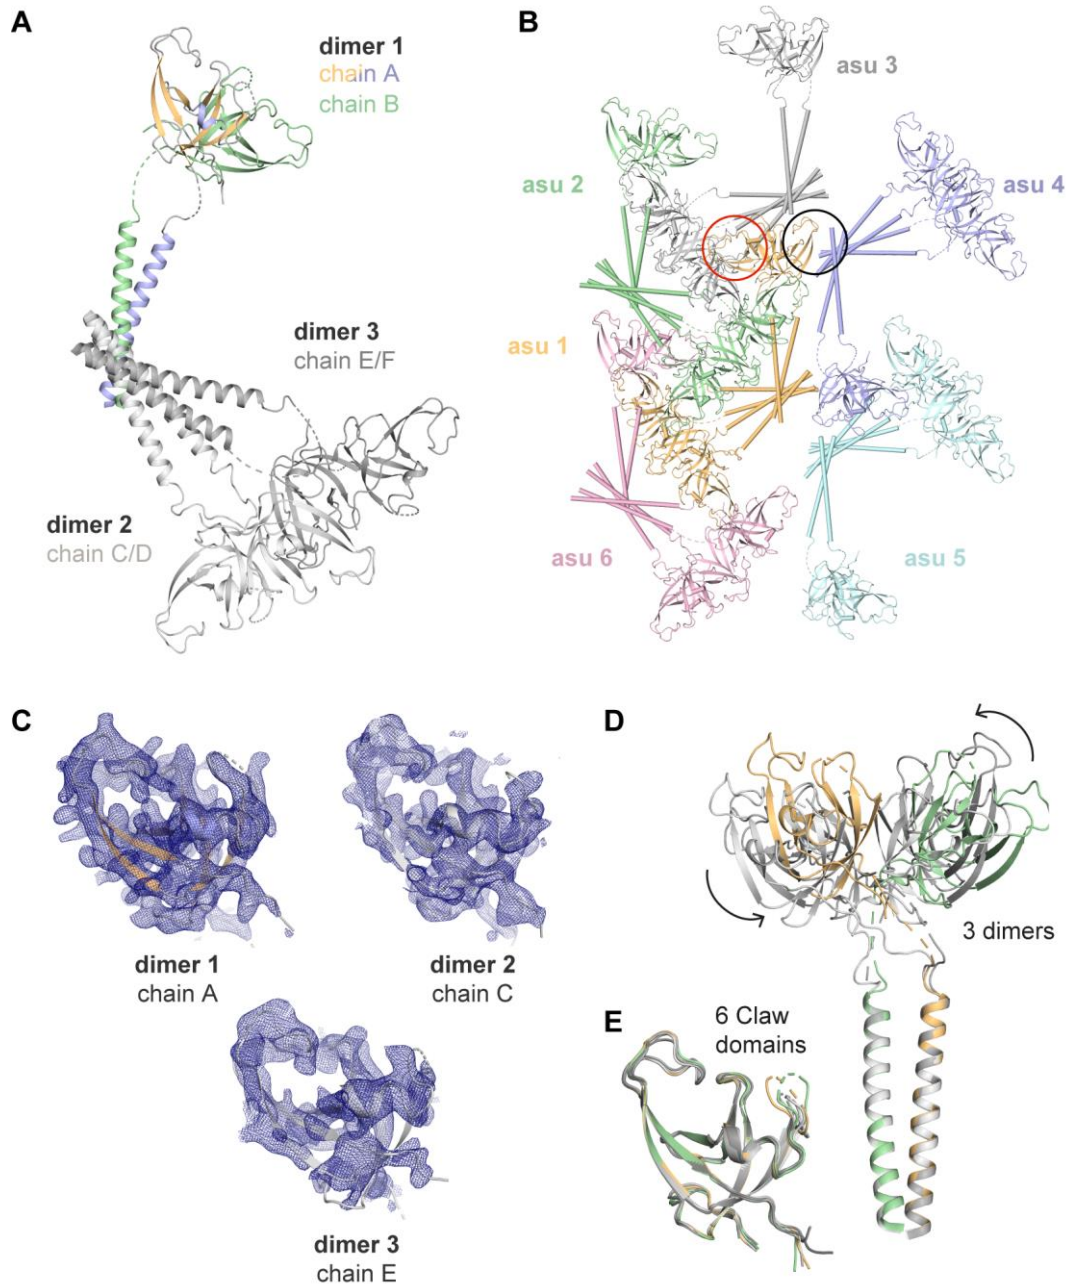 A
dimer 1
chain A
chain B
dimer 3
chain E/F
dimer 2
chain C/D
B
asu 3
asu 2
asu 4
asu 1
asu 6
asu 5
C
dimer 1
chain A
dimer 2
chain C
dimer 3
chain E
D
3 dimers
E
6 Claw
domains